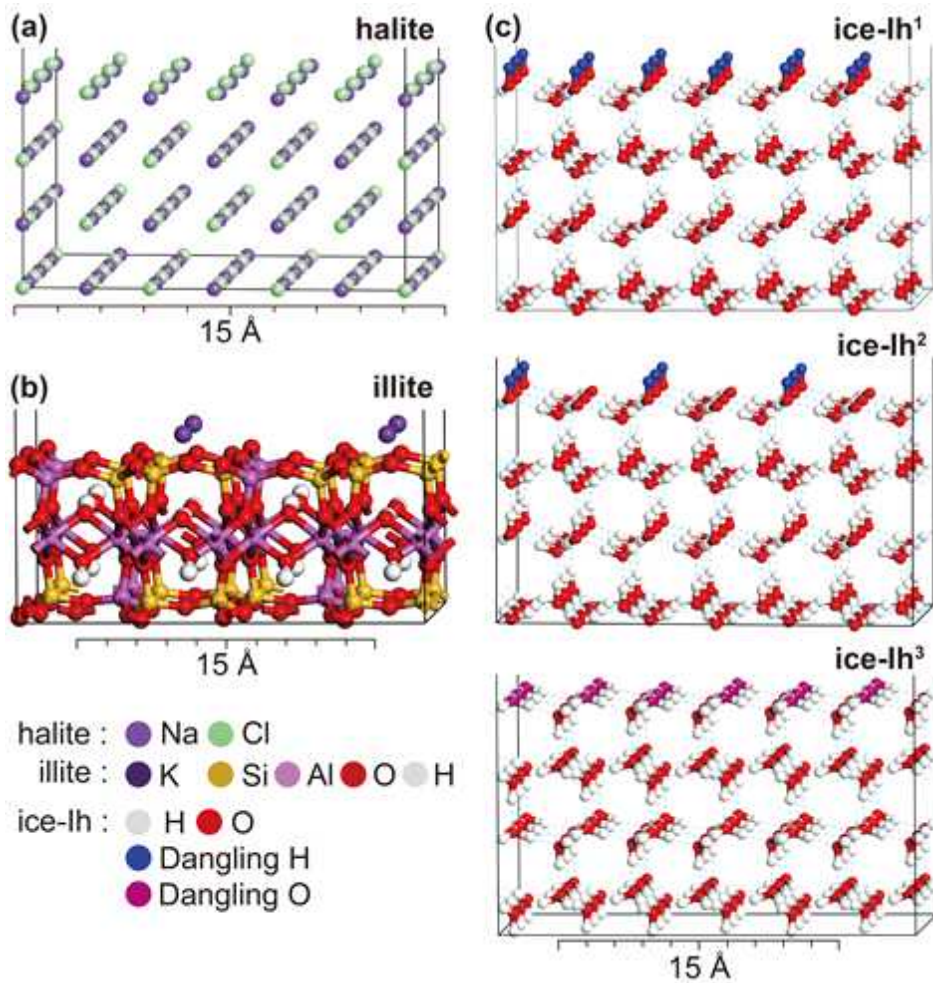 (a) halite
15 Å
(b) illite
15 Å
halite : Na Cl
illite : K Si Al O H
ice-Ih : H O
Dangling H
Dangling O
(c) ice-Ih¹
ice-Ih²
ice-Ih³
15 Å